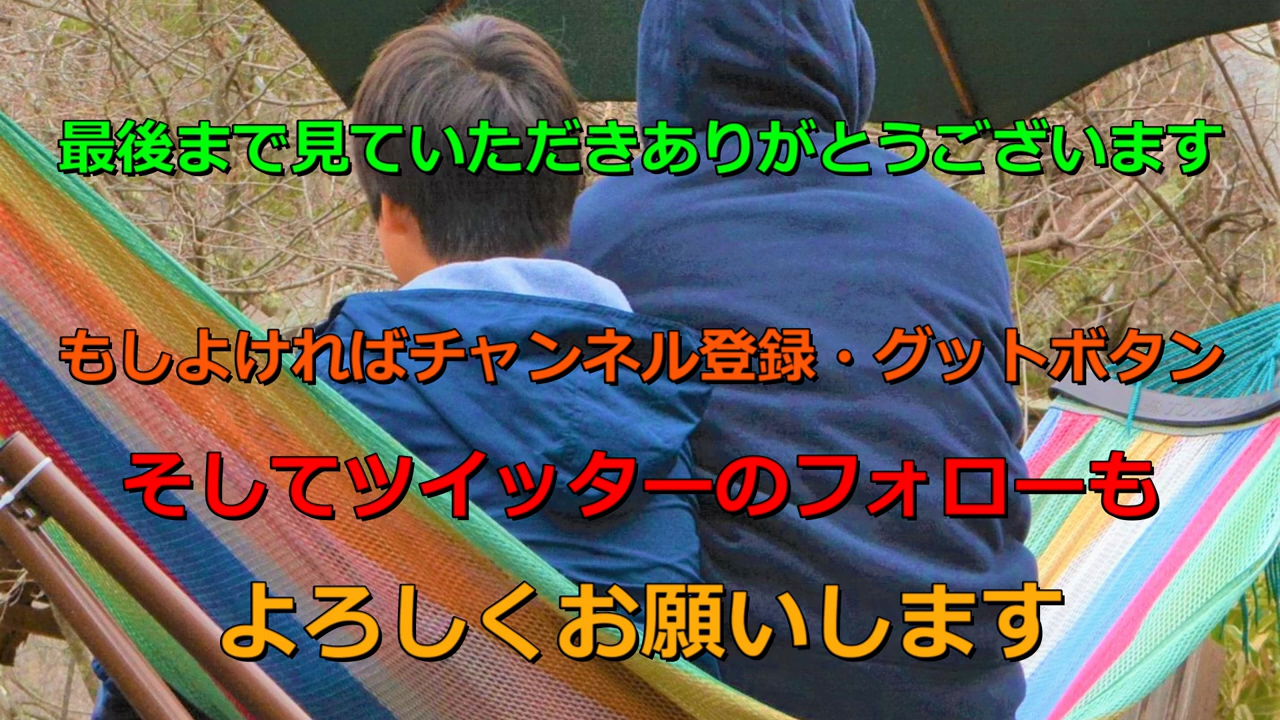 最後まで見ていただきありがとうございます
もしよければチャンネル登録・グットボタン
そしてツイッターのフォローも
よろしくお願いします